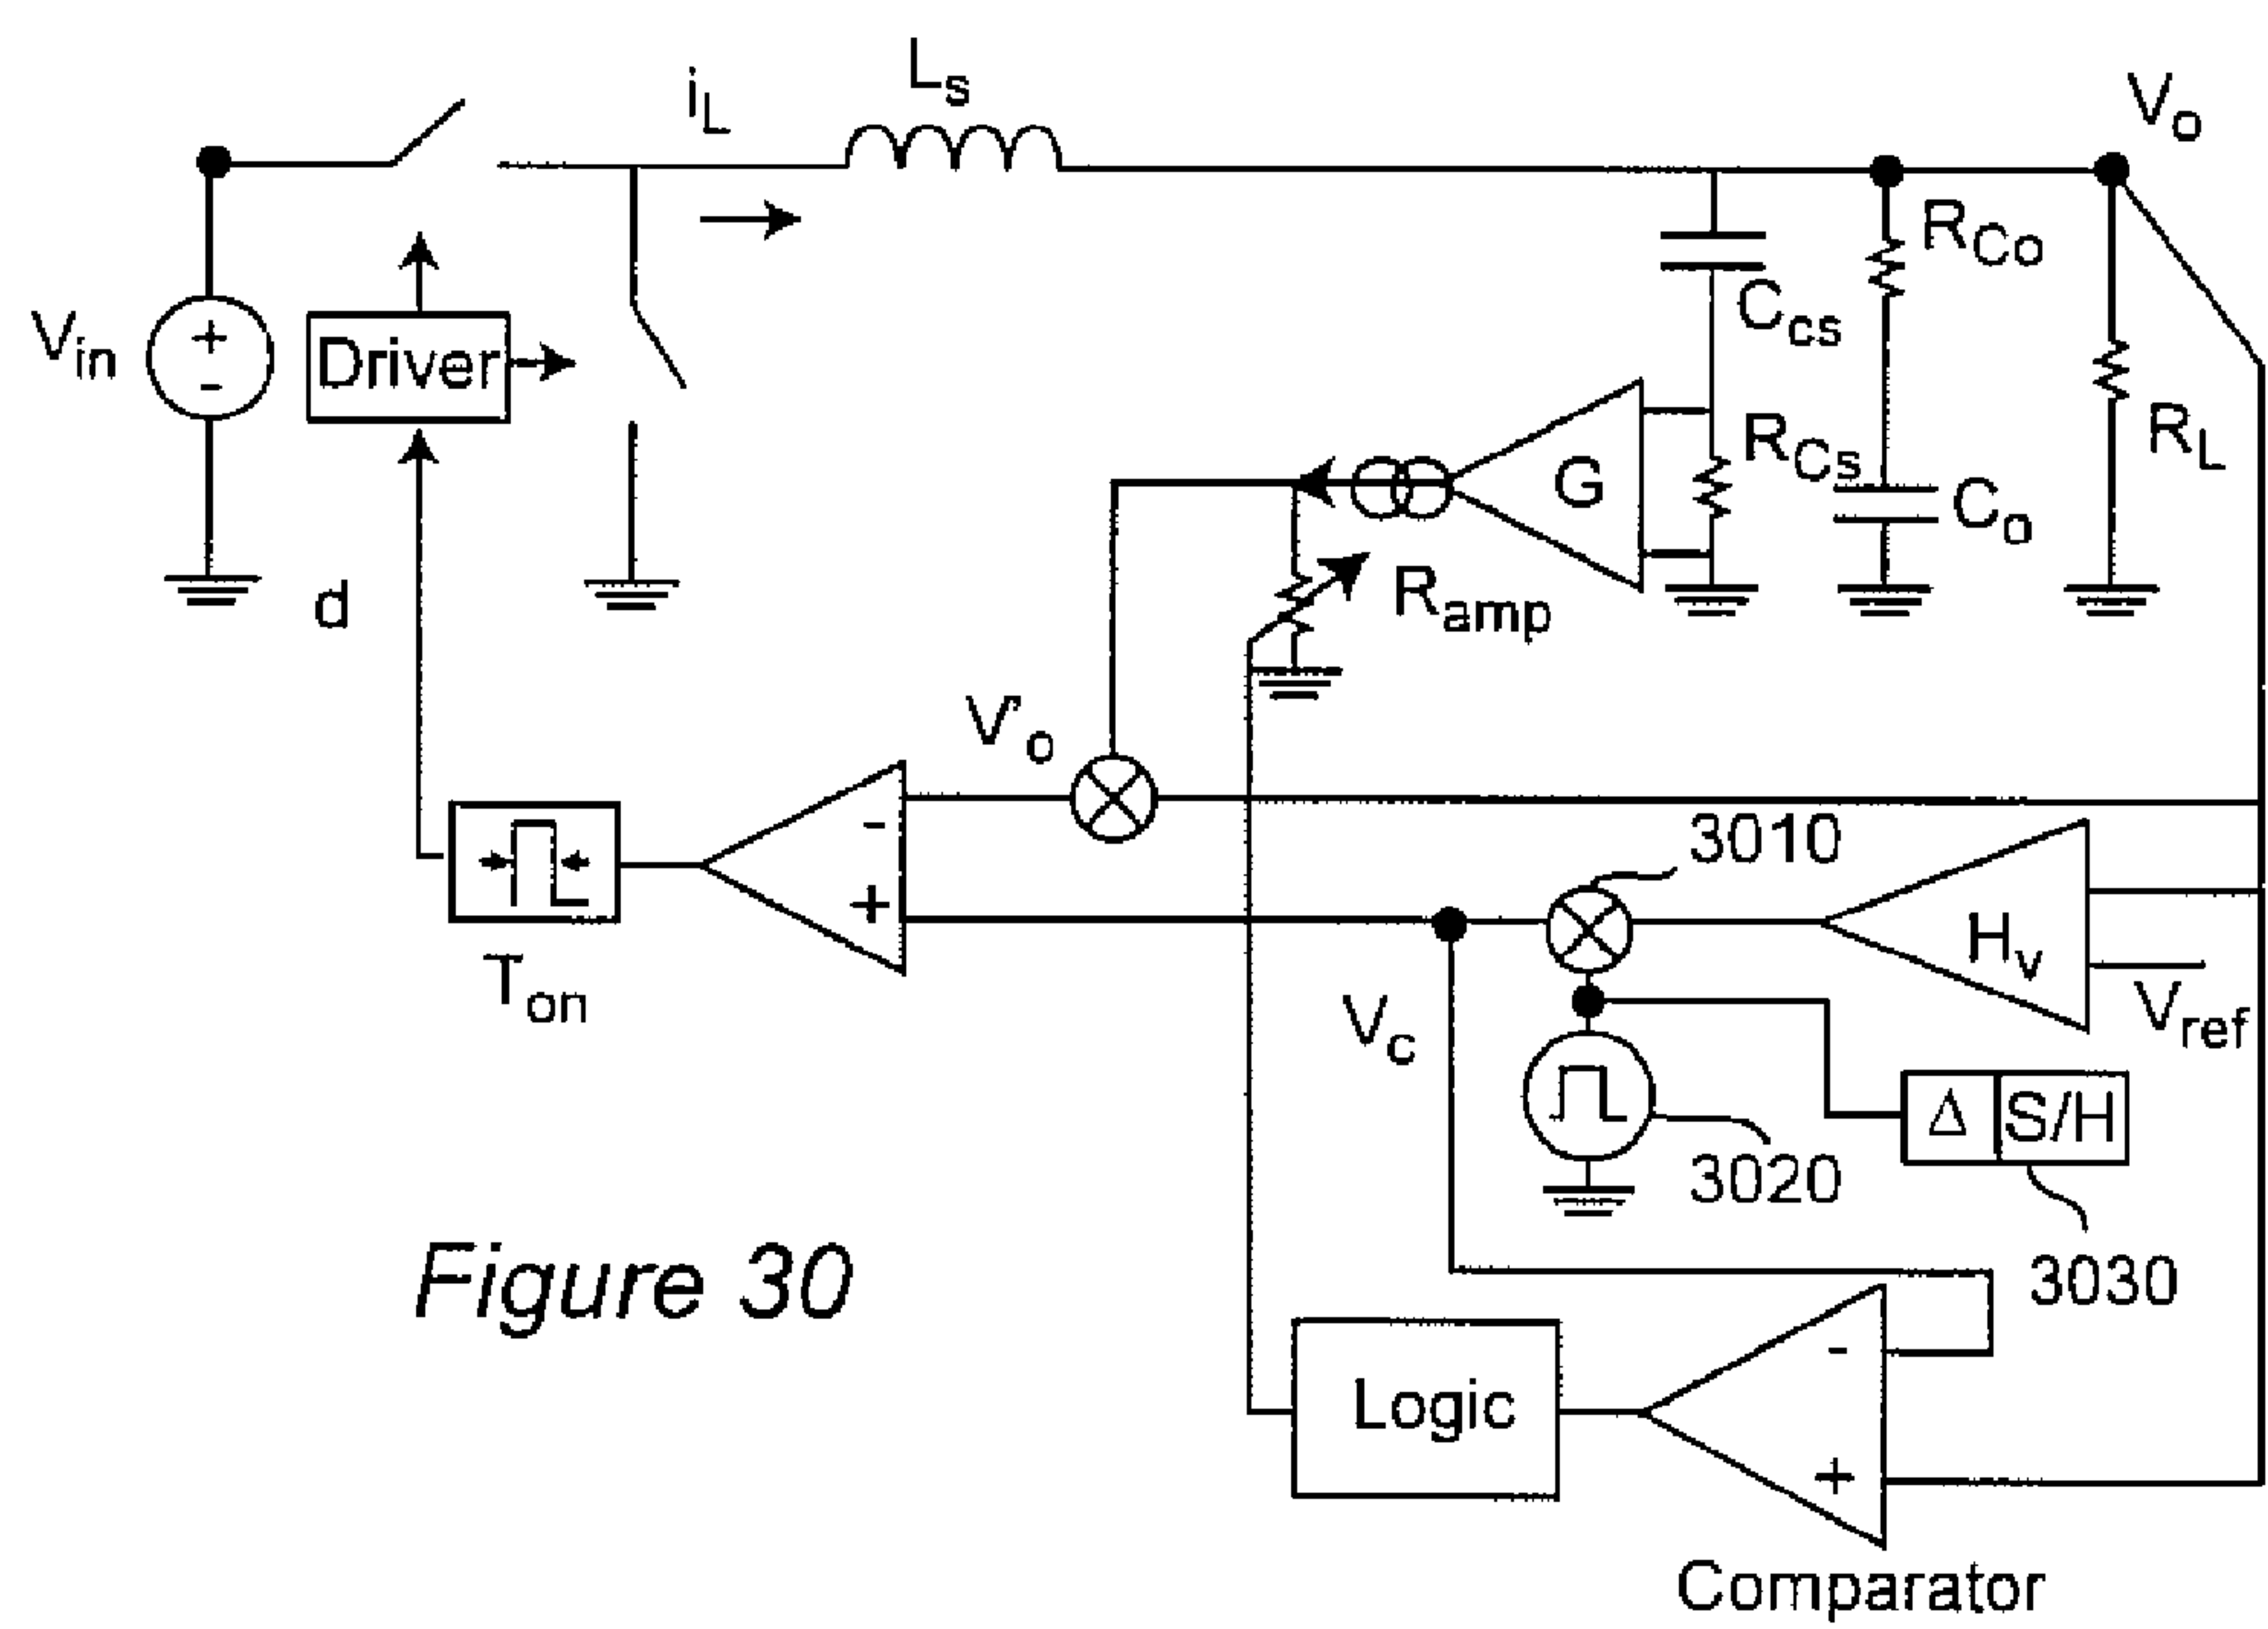 Ls
iL
Vo
RCo
Ccs
Vin
+
-
Driver
RCs
RL
G
Co
Ramp
d
V'o
3010
-
+
Hv
Ton
Vc
Vref
Δ S/H
3020
3030
Figure 30
-
Logic
+
Comparator